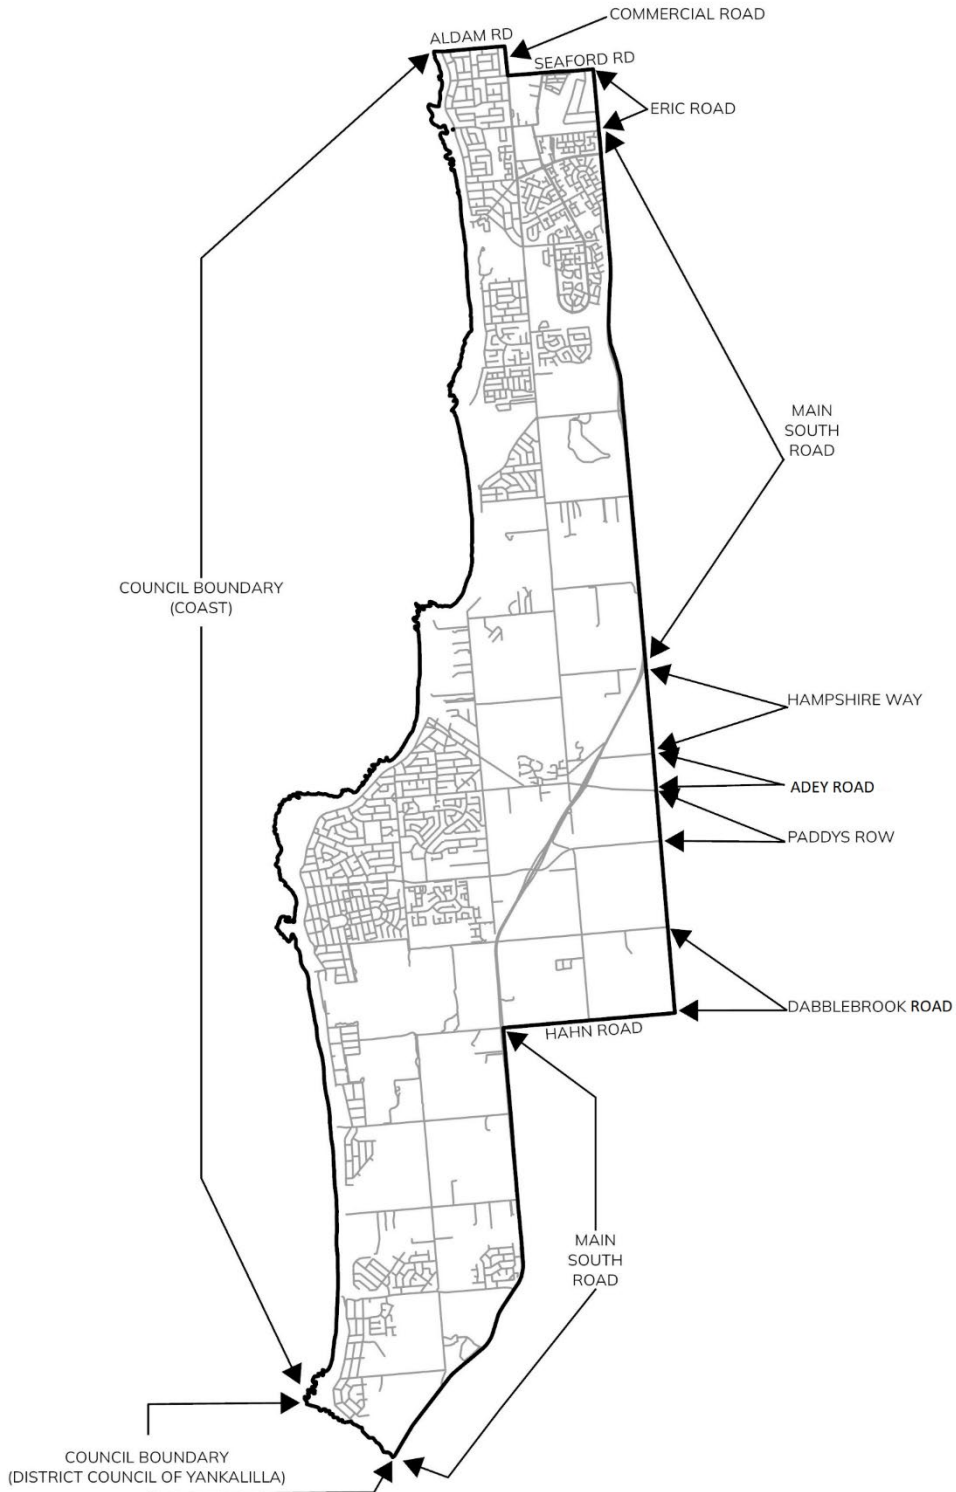 COMMERCIAL ROAD
ALDAM RD
SEAFORD RD
ERIC ROAD
MAIN
SOUTH
ROAD
COUNCIL BOUNDARY
(COAST)
HAMPSHIRE WAY
ADEY ROAD
PADDYS ROW
DABBLEBROOK ROAD
HAHN ROAD
MAIN
SOUTH
ROAD
COUNCIL BOUNDARY
(DISTRICT COUNCIL OF YANKALILLA)